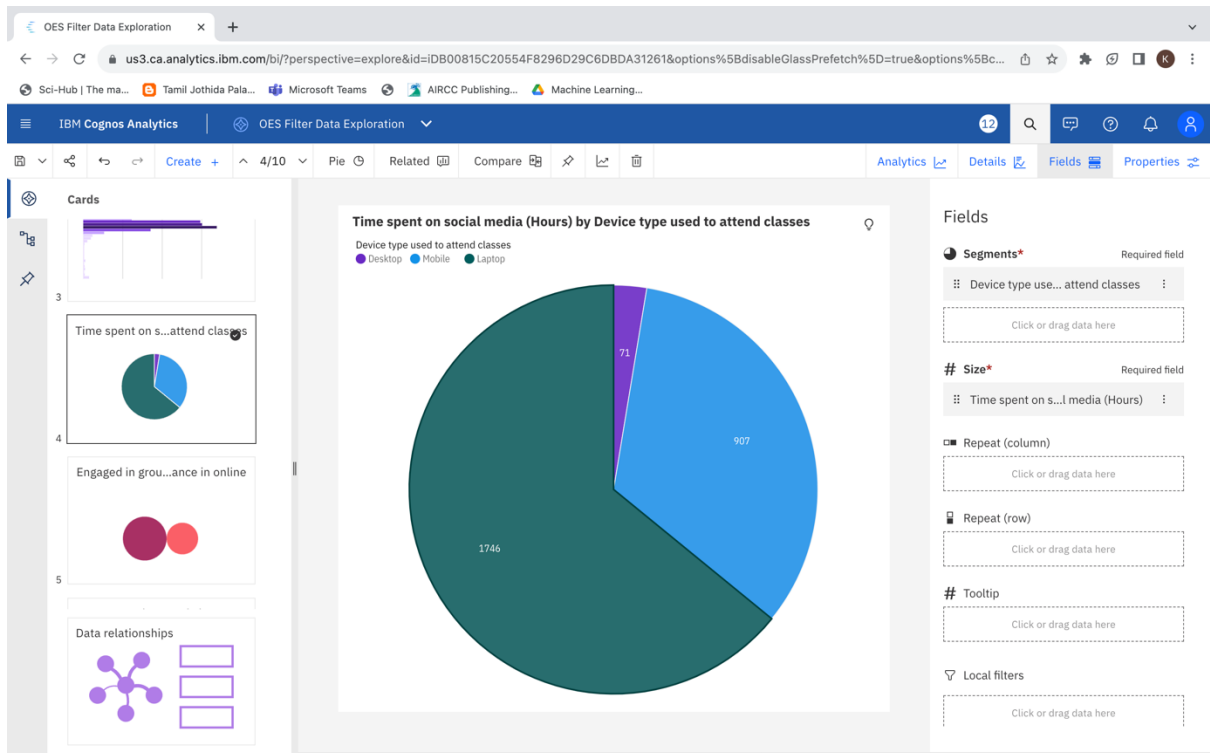 OES Filter Data Exploration
us3.ca.analytics.ibm.com/bi/?perspective=explore&id=iDB00815C20554F8296D29C6DBDA31261&options%5BdisableGlassPrefetch%5D=true&options%5Bc...
K
Sci-Hub | The ma... Tamil Jothida Pala... Microsoft Teams AIRCC Publishing... Machine Learning...
IBM Cognos Analytics OES Filter Data Exploration 12
Create + 4/10 Pie Related Compare Analytics Details Fields Properties
Cards
3
Time spent on s...attend classes
4
Engaged in grou...ance in online
5
Data relationships
Time spent on social media (Hours) by Device type used to attend classes
Device type used to attend classes
Desktop Mobile Laptop
71
907
1746
Fields
Segments* Required field
Device type use... attend classes
Click or drag data here
# Size* Required field
Time spent on s...l media (Hours)
Repeat (column)
Click or drag data here
Repeat (row)
Click or drag data here
# Tooltip
Click or drag data here
Local filters
Click or drag data here